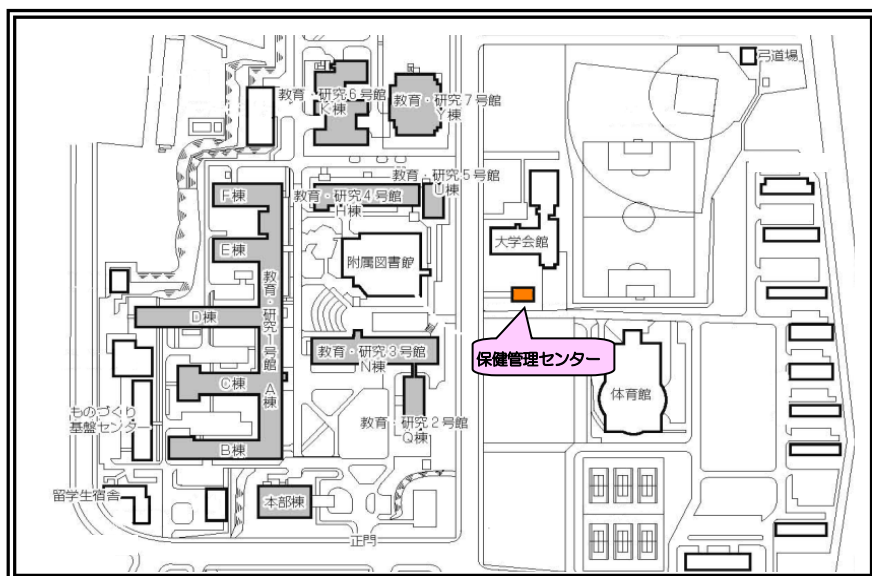 弓道場
教育・研究６号館
K棟
教育・研究７号館
Y棟
教育・研究５号館
U棟
F棟
教育・研究４号館
H棟
大学会館
E棟
附属図書館
教育・研究１号館 A棟
D棟
教育・研究３号館
N棟
保健管理センター
C棟
体育館
ものづくり
基盤センター
教育・研究２号館
Q棟
B棟
留学生宿舎
本部棟
正門